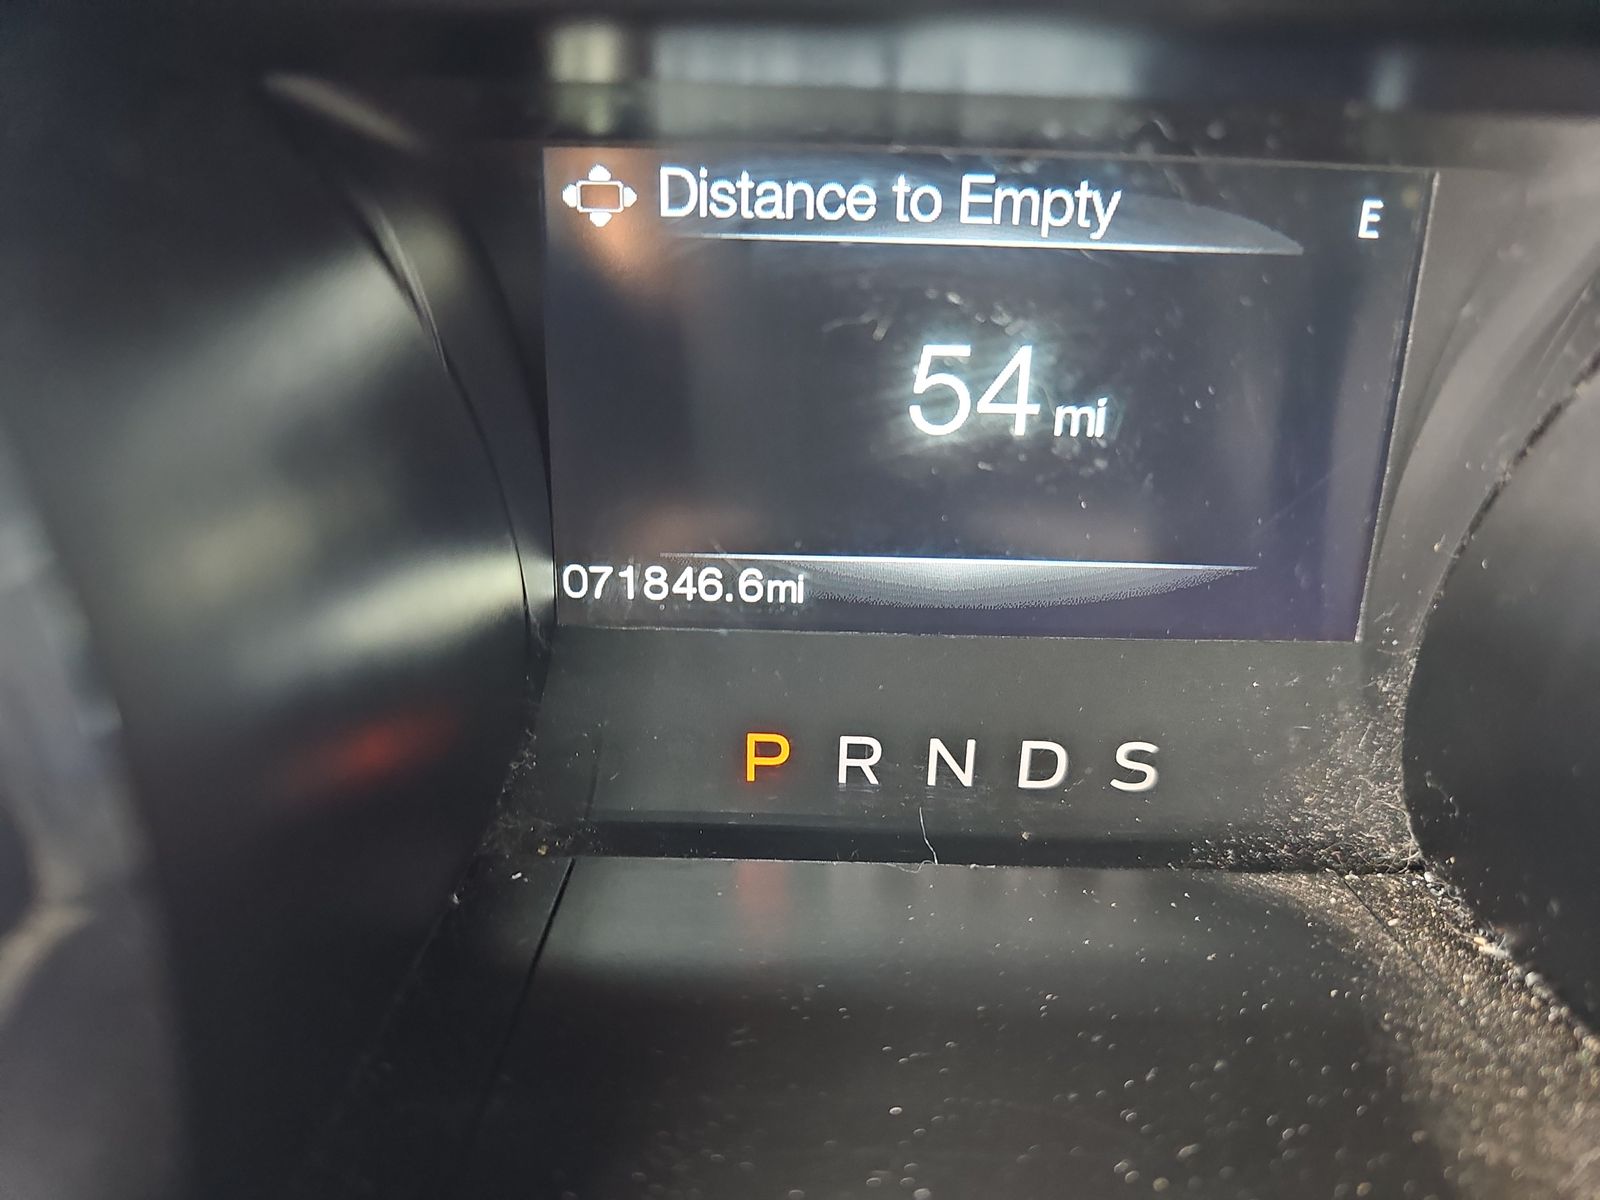 Distance to Empty E
54 mi
071846.6mi
P R N D S